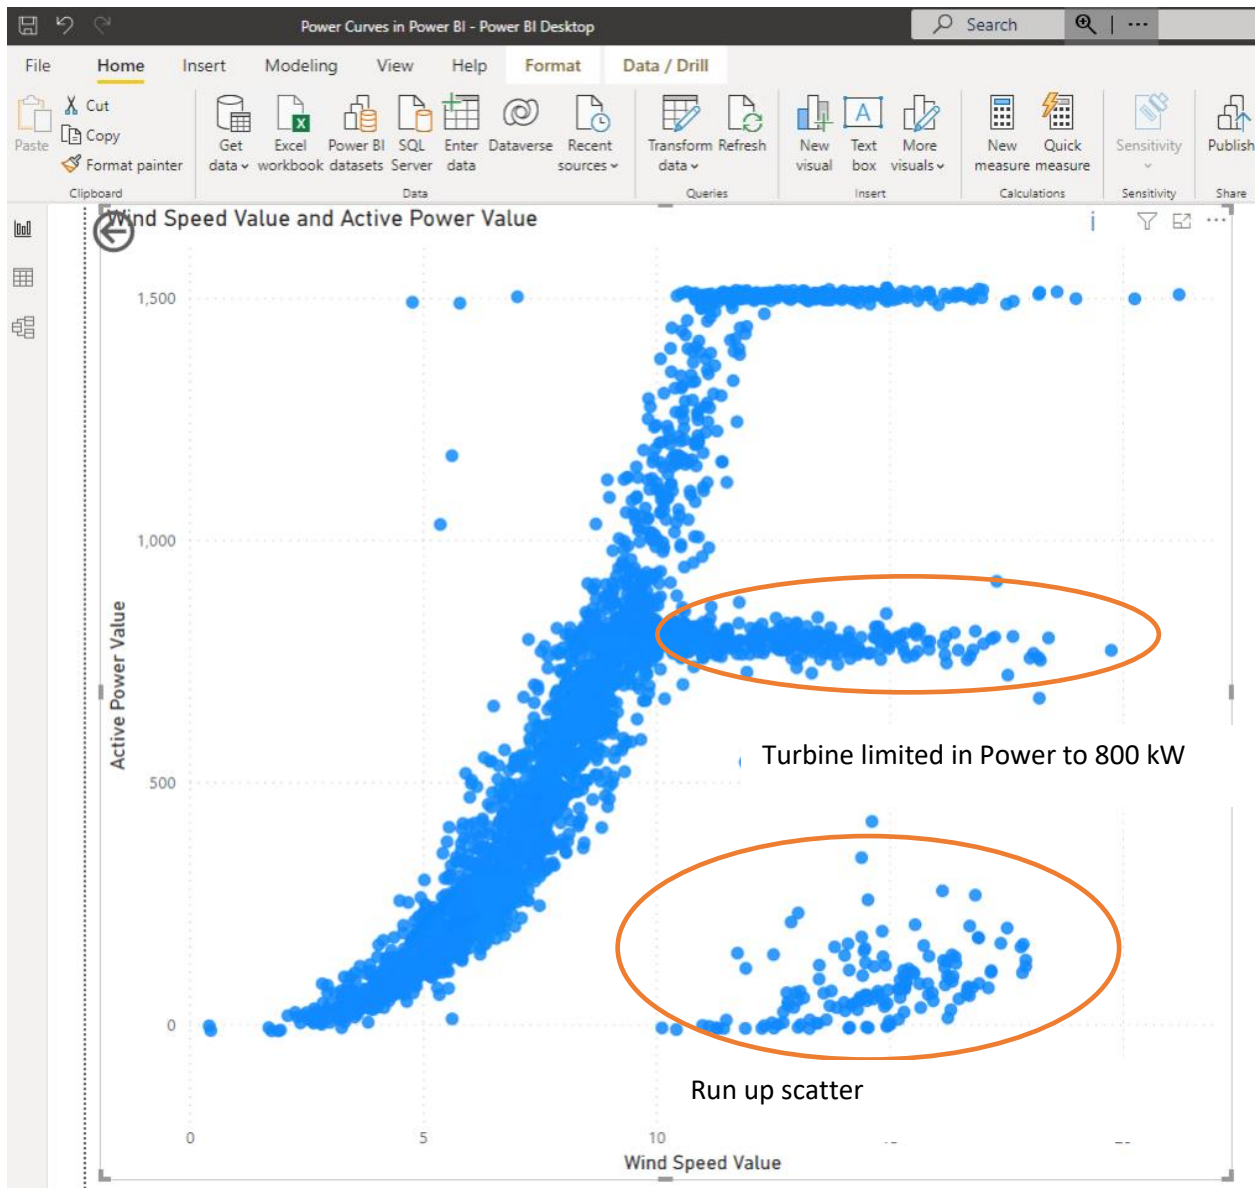 Power Curves in Power BI - Power BI Desktop
Search
File Home Insert Modeling View Help Format Data / Drill
Paste
Cut
Copy
Format painter
Clipboard
Get data
Excel workbook
Power BI datasets
SQL Server
Enter data
Dataverse
Recent sources
Data
Transform data
Refresh
Queries
New visual
Text box
More visuals
Insert
New measure
Quick measure
Calculations
Sensitivity
Sensitivity
Publish
Share
Wind Speed Value and Active Power Value
1,500
1,000
500
0
Active Power Value
Turbine limited in Power to 800 kW
Run up scatter
0 5 10
Wind Speed Value